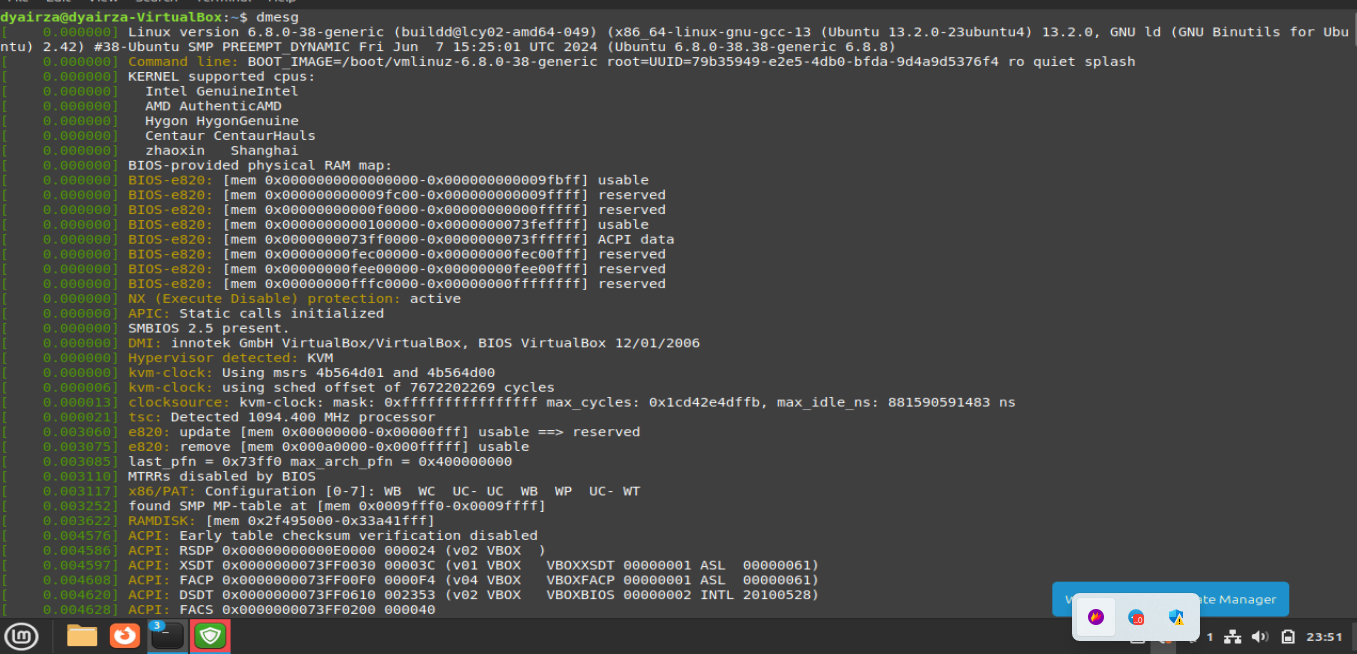 dyairza@dyairza-VirtualBox:~$ dmesg
[    0.000000] Linux version 6.8.0-38-generic (buildd@lcy02-amd64-049) (x86_64-linux-gnu-gcc-13 (Ubuntu 13.2.0-23ubuntu4) 13.2.0, GNU ld (GNU Binutils for Ubu
ntu) 2.42) #38-Ubuntu SMP PREEMPT_DYNAMIC Fri Jun  7 15:25:01 UTC 2024 (Ubuntu 6.8.0-38.38-generic 6.8.8)
[    0.000000] Command line: BOOT_IMAGE=/boot/vmlinuz-6.8.0-38-generic root=UUID=79b35949-e2e5-4db0-bfda-9d4a9d5376f4 ro quiet splash
[    0.000000] KERNEL supported cpus:
[    0.000000]   Intel GenuineIntel
[    0.000000]   AMD AuthenticAMD
[    0.000000]   Hygon HygonGenuine
[    0.000000]   Centaur CentaurHauls
[    0.000000]   zhaoxin   Shanghai
[    0.000000] BIOS-provided physical RAM map:
[    0.000000] BIOS-e820: [mem 0x0000000000000000-0x000000000009fbff] usable
[    0.000000] BIOS-e820: [mem 0x000000000009fc00-0x000000000009ffff] reserved
[    0.000000] BIOS-e820: [mem 0x00000000000f0000-0x00000000000fffff] reserved
[    0.000000] BIOS-e820: [mem 0x0000000000100000-0x0000000073feffff] usable
[    0.000000] BIOS-e820: [mem 0x0000000073ff0000-0x0000000073ffffff] ACPI data
[    0.000000] BIOS-e820: [mem 0x00000000fec00000-0x00000000fec00fff] reserved
[    0.000000] BIOS-e820: [mem 0x00000000fee00000-0x00000000fee00fff] reserved
[    0.000000] BIOS-e820: [mem 0x00000000fffc0000-0x00000000ffffffff] reserved
[    0.000000] NX (Execute Disable) protection: active
[    0.000000] APIC: Static calls initialized
[    0.000000] SMBIOS 2.5 present.
[    0.000000] DMI: innotek GmbH VirtualBox/VirtualBox, BIOS VirtualBox 12/01/2006
[    0.000000] Hypervisor detected: KVM
[    0.000000] kvm-clock: Using msrs 4b564d01 and 4b564d00
[    0.000006] kvm-clock: using sched offset of 7672202269 cycles
[    0.000013] clocksource: kvm-clock: mask: 0xffffffffffffffff max_cycles: 0x1cd42e4dffb, max_idle_ns: 881590591483 ns
[    0.000021] tsc: Detected 1094.400 MHz processor
[    0.003060] e820: update [mem 0x00000000-0x00000fff] usable ==> reserved
[    0.003075] e820: remove [mem 0x000a0000-0x000fffff] usable
[    0.003085] last_pfn = 0x73ff0 max_arch_pfn = 0x400000000
[    0.003110] MTRRs disabled by BIOS
[    0.003117] x86/PAT: Configuration [0-7]: WB  WC  UC- UC  WB  WP  UC- WT
[    0.003252] found SMP MP-table at [mem 0x0009fff0-0x0009ffff]
[    0.003622] RAMDISK: [mem 0x2f495000-0x33a41fff]
[    0.004576] ACPI: Early table checksum verification disabled
[    0.004586] ACPI: RSDP 0x00000000000E0000 000024 (v02 VBOX  )
[    0.004597] ACPI: XSDT 0x0000000073FF0030 00003C (v01 VBOX   VBOXXSDT 00000001 ASL  00000061)
[    0.004608] ACPI: FACP 0x0000000073FF00F0 0000F4 (v04 VBOX   VBOXFACP 00000001 ASL  00000061)
[    0.004620] ACPI: DSDT 0x0000000073FF0610 002353 (v02 VBOX   VBOXBIOS 00000002 INTL 20100528)
[    0.004628] ACPI: FACS 0x0000000073FF0200 000040
Manager
3
1
23:51